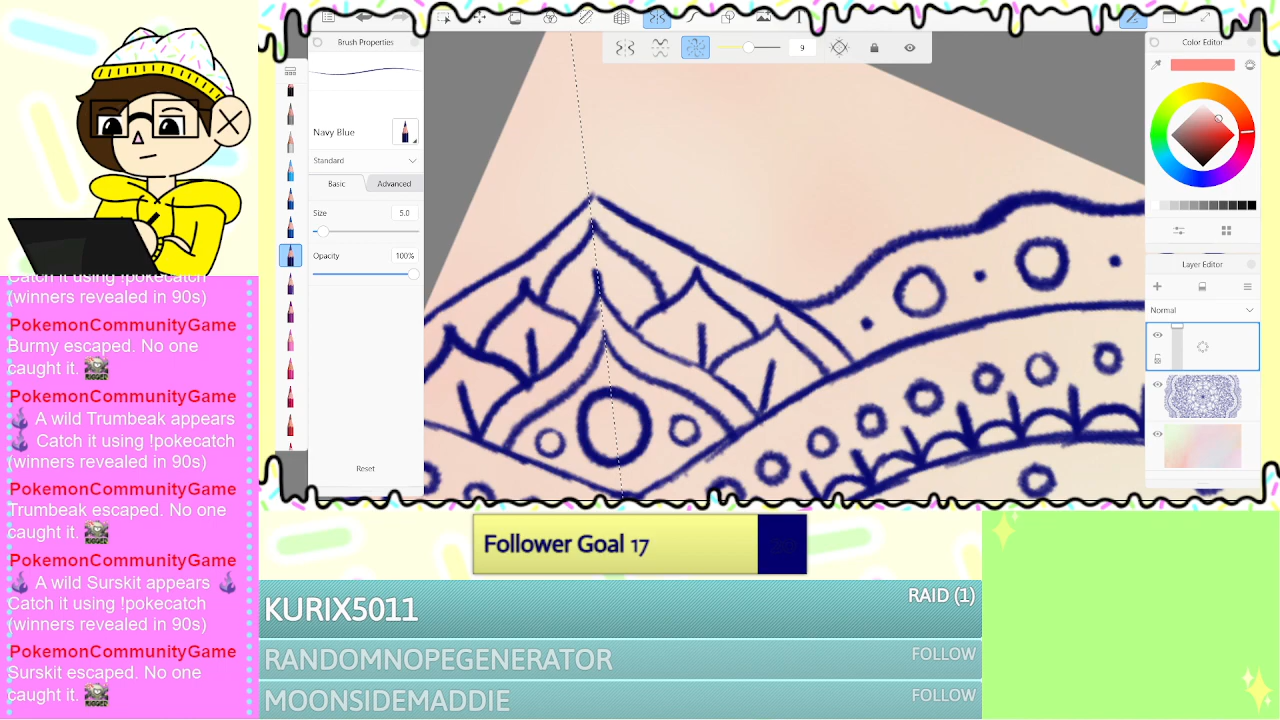 Catch it using !pokecatch
(winners revealed in 90s)
PokemonCommunityGame
Burmy escaped. No one
caught it.
PokemonCommunityGame
A wild Trumbeak appears
Catch it using !pokecatch
(winners revealed in 90s)
PokemonCommunityGame
Trumbeak escaped. No one
caught it.
PokemonCommunityGame
A wild Surskit appears
Catch it using !pokecatch
(winners revealed in 90s)
PokemonCommunityGame
Surskit escaped. No one
caught it.
Brush Properties
Navy Blue
Standard
Basic
Advanced
Size
5.0
Opacity
100%
Reset
9
Color Editor
Layer Editor
Normal
Follower Goal 17
KURIX5011
RAID (1)
RANDOMNOPEGENERATOR
FOLLOW
MOONSIDEMADDIE
FOLLOW